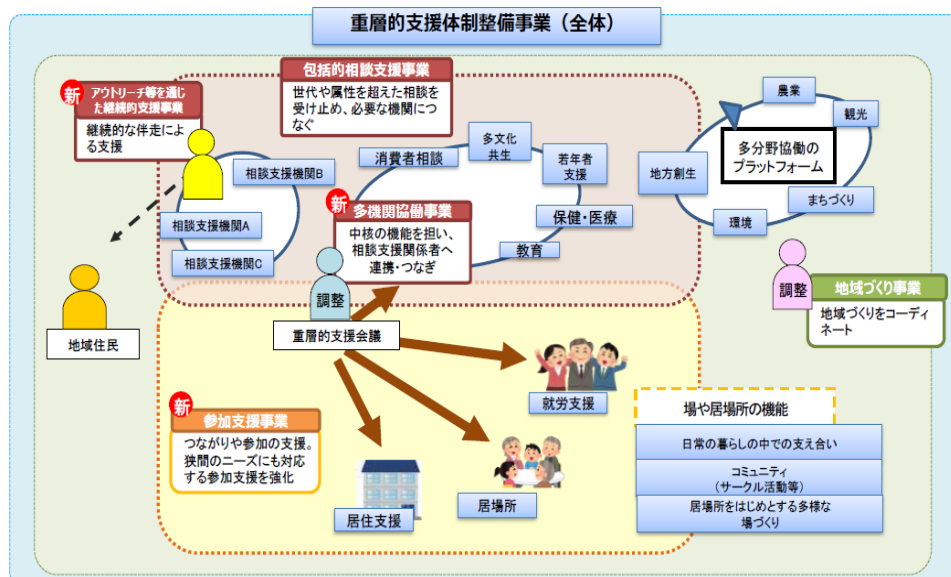 重層的支援体制整備事業（全体）
新
アウトリーチ等を通じ
た継続的支援事業
継続的な伴走によ
る支援
包括的相談支援事業
世代や属性を超えた相談を
受け止め、必要な機関につ
なぐ
相談支援機関B
相談支援機関A
相談支援機関C
消費者相談
多文化
共生
若年者
支援
保健・医療
教育
新
多機関協働事業
中核の機能を担い、
相談支援関係者へ
連携・つなぎ
農業
観光
多分野協働の
プラットフォーム
地方創生
まちづくり
環境
調整
地域づくり事業
地域づくりをコーディ
ネート
地域住民
調整
重層的支援会議
新
参加支援事業
つながりや参加の支援。
狭間のニーズにも対応
する参加支援を強化
就労支援
居場所
居住支援
場や居場所の機能
日常の暮らしの中での支え合い
コミュニティ
（サークル活動等）
居場所をはじめとする多様な
場づくり